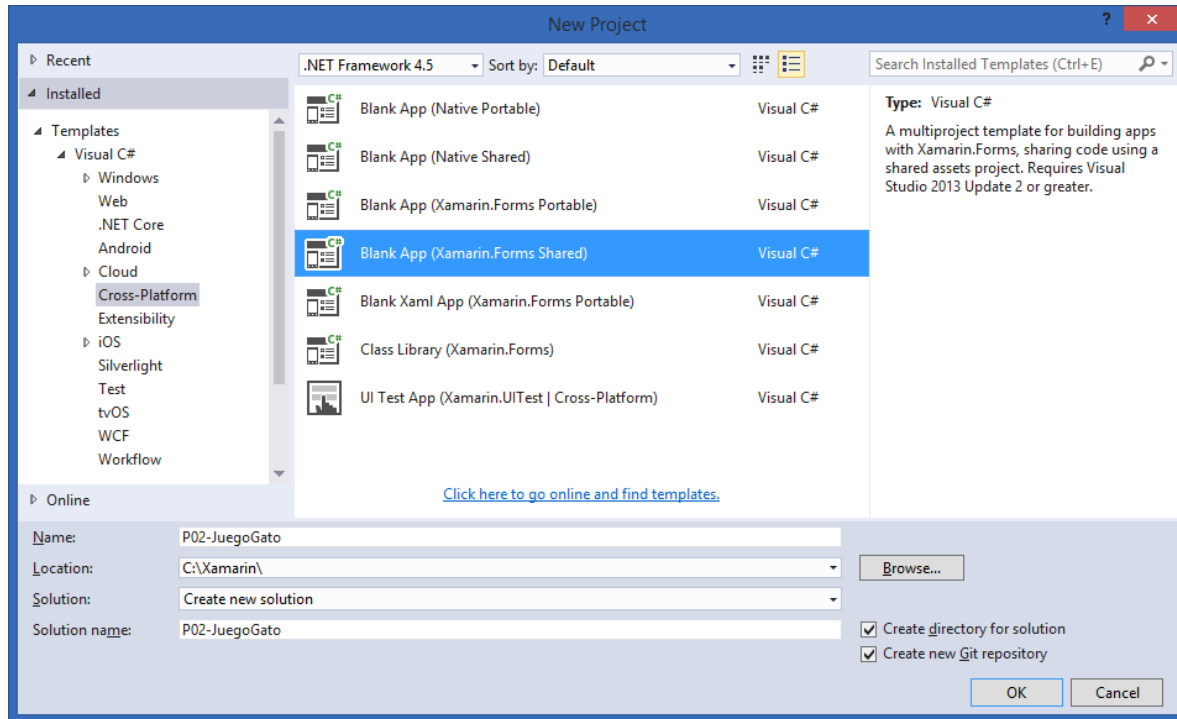 New Project
?
Recent
.NET Framework 4.5
Sort by: Default
Search Installed Templates (Ctrl+E)
Installed
Templates
Visual C#
Windows
Web
.NET Core
Android
Cloud
Cross-Platform
Extensibility
iOS
Silverlight
Test
tvOS
WCF
Workflow
Online
C# Blank App (Native Portable) Visual C#
C# Blank App (Native Shared) Visual C#
C# Blank App (Xamarin.Forms Portable) Visual C#
C# Blank App (Xamarin.Forms Shared) Visual C#
C# Blank Xaml App (Xamarin.Forms Portable) Visual C#
C# Class Library (Xamarin.Forms) Visual C#
UI Test App (Xamarin.UITest | Cross-Platform) Visual C#
Click here to go online and find templates.
Type: Visual C#
A multiproject template for building apps
with Xamarin.Forms, sharing code using a
shared assets project. Requires Visual
Studio 2013 Update 2 or greater.
Name: P02-JuegoGato
Location: C:\Xamarin\
Browse...
Solution: Create new solution
Solution name: P02-JuegoGato
Create directory for solution
Create new Git repository
OK
Cancel